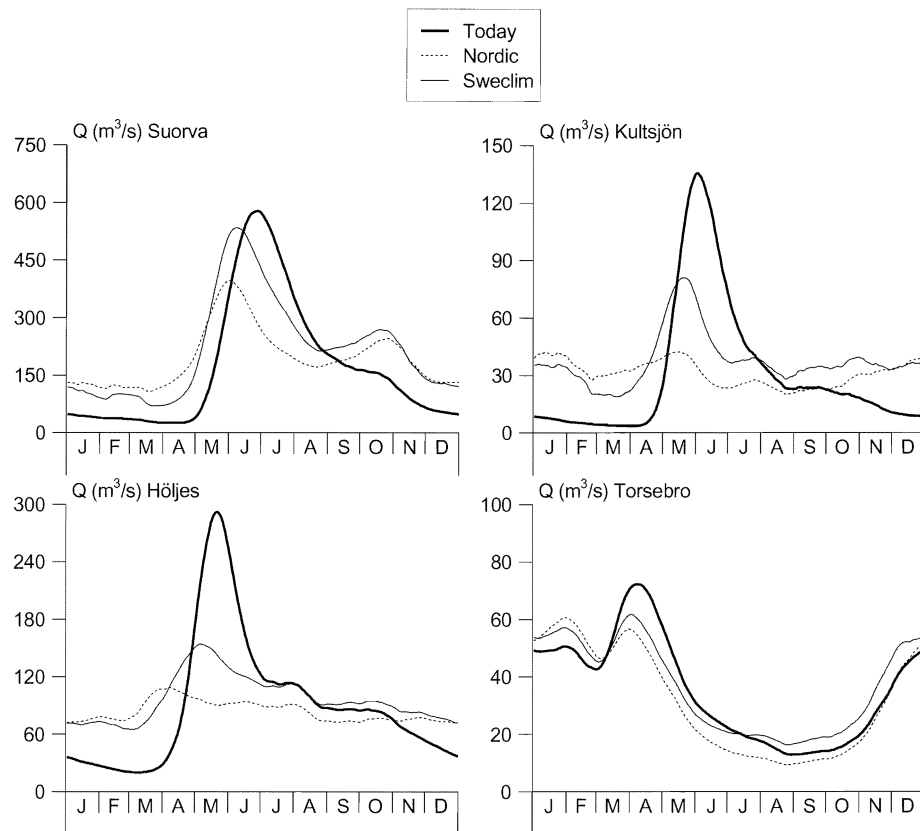 Today
Nordic
Sweclim
Q (m³/s) Suorva
750
600
450
300
150
0
J F M A M J J A S O N D
Q (m³/s) Kultsjön
150
120
90
60
30
0
J F M A M J J A S O N D
Q (m³/s) Höljes
300
240
180
120
60
0
J F M A M J J A S O N D
Q (m³/s) Torsebro
100
80
60
40
20
0
J F M A M J J A S O N D